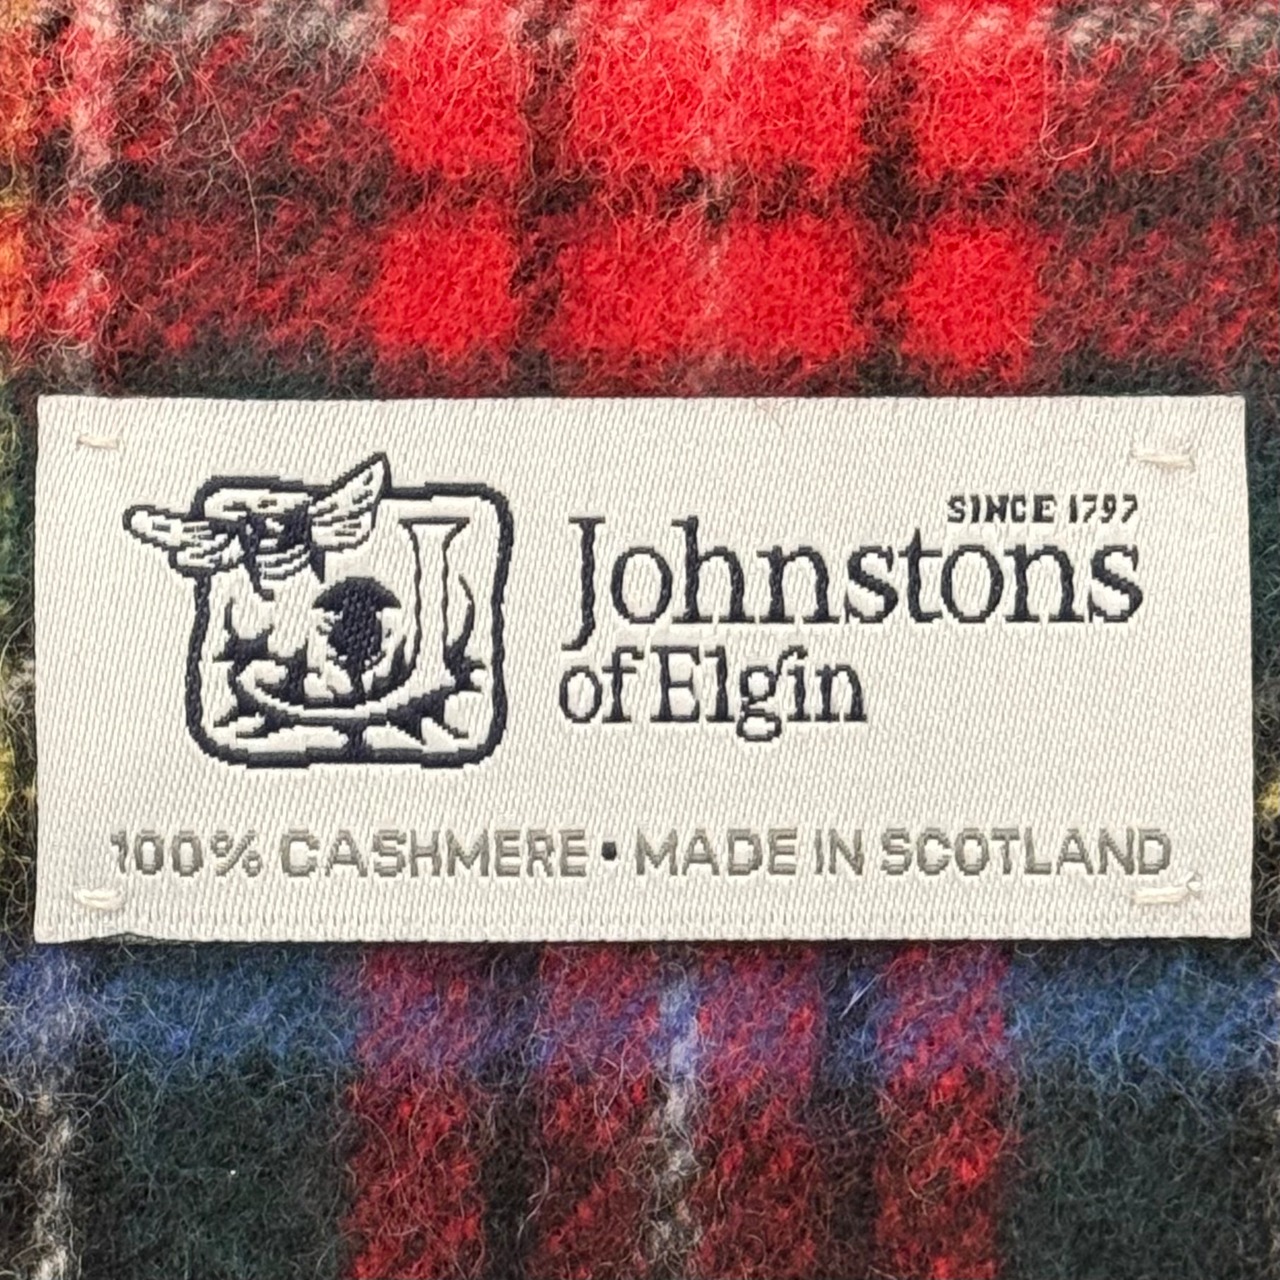 SINCE 1797
Johnstons
of Elgin
100% CASHMERE • MADE IN SCOTLAND